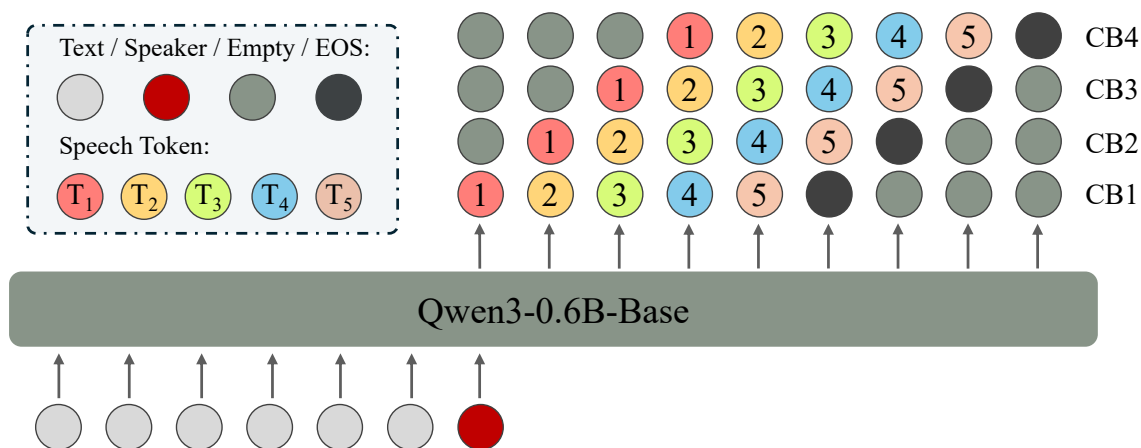 Text / Speaker / Empty / EOS:
Speech Token:
T₁ T₂ T₃ T₄ T₅
1 2 3 4 5 CB4
1 2 3 4 5 CB3
1 2 3 4 5 CB2
1 2 3 4 5 CB1
Qwen3-0.6B-Base